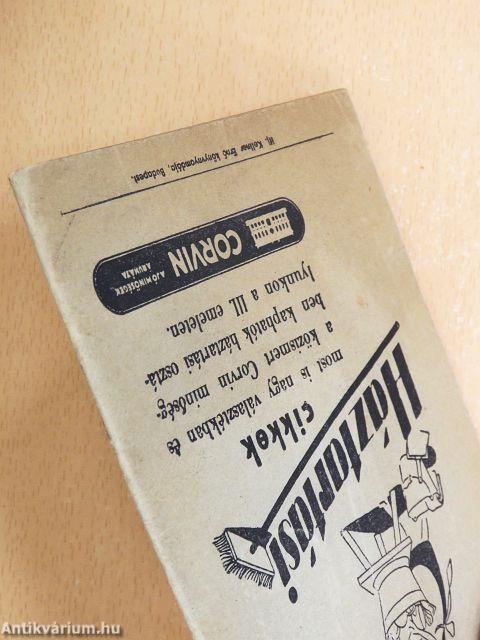 Háztartási
cikkek
most is nagy választékban és
a közismert Corvin minőség-
ben kaphatók háztartási osztá-
lyunkon a III. emeleten.
CORVIN
A JÓ MINŐSÉGEK
ÁRUHÁZA
Ifj. Kellner Ernő könyvnyomdája, Budapest.
Antikvárium.hu